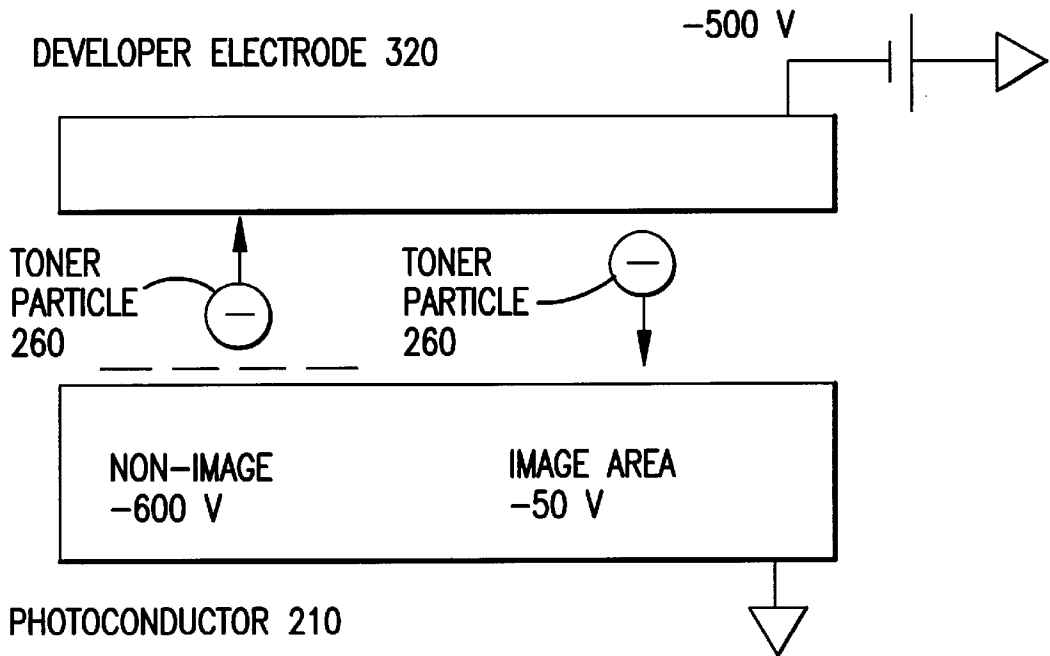 DEVELOPER ELECTRODE 320
-500 V
TONER
PARTICLE
260
TONER
PARTICLE
260
NON-IMAGE
-600 V
IMAGE AREA
-50 V
PHOTOCONDUCTOR 210